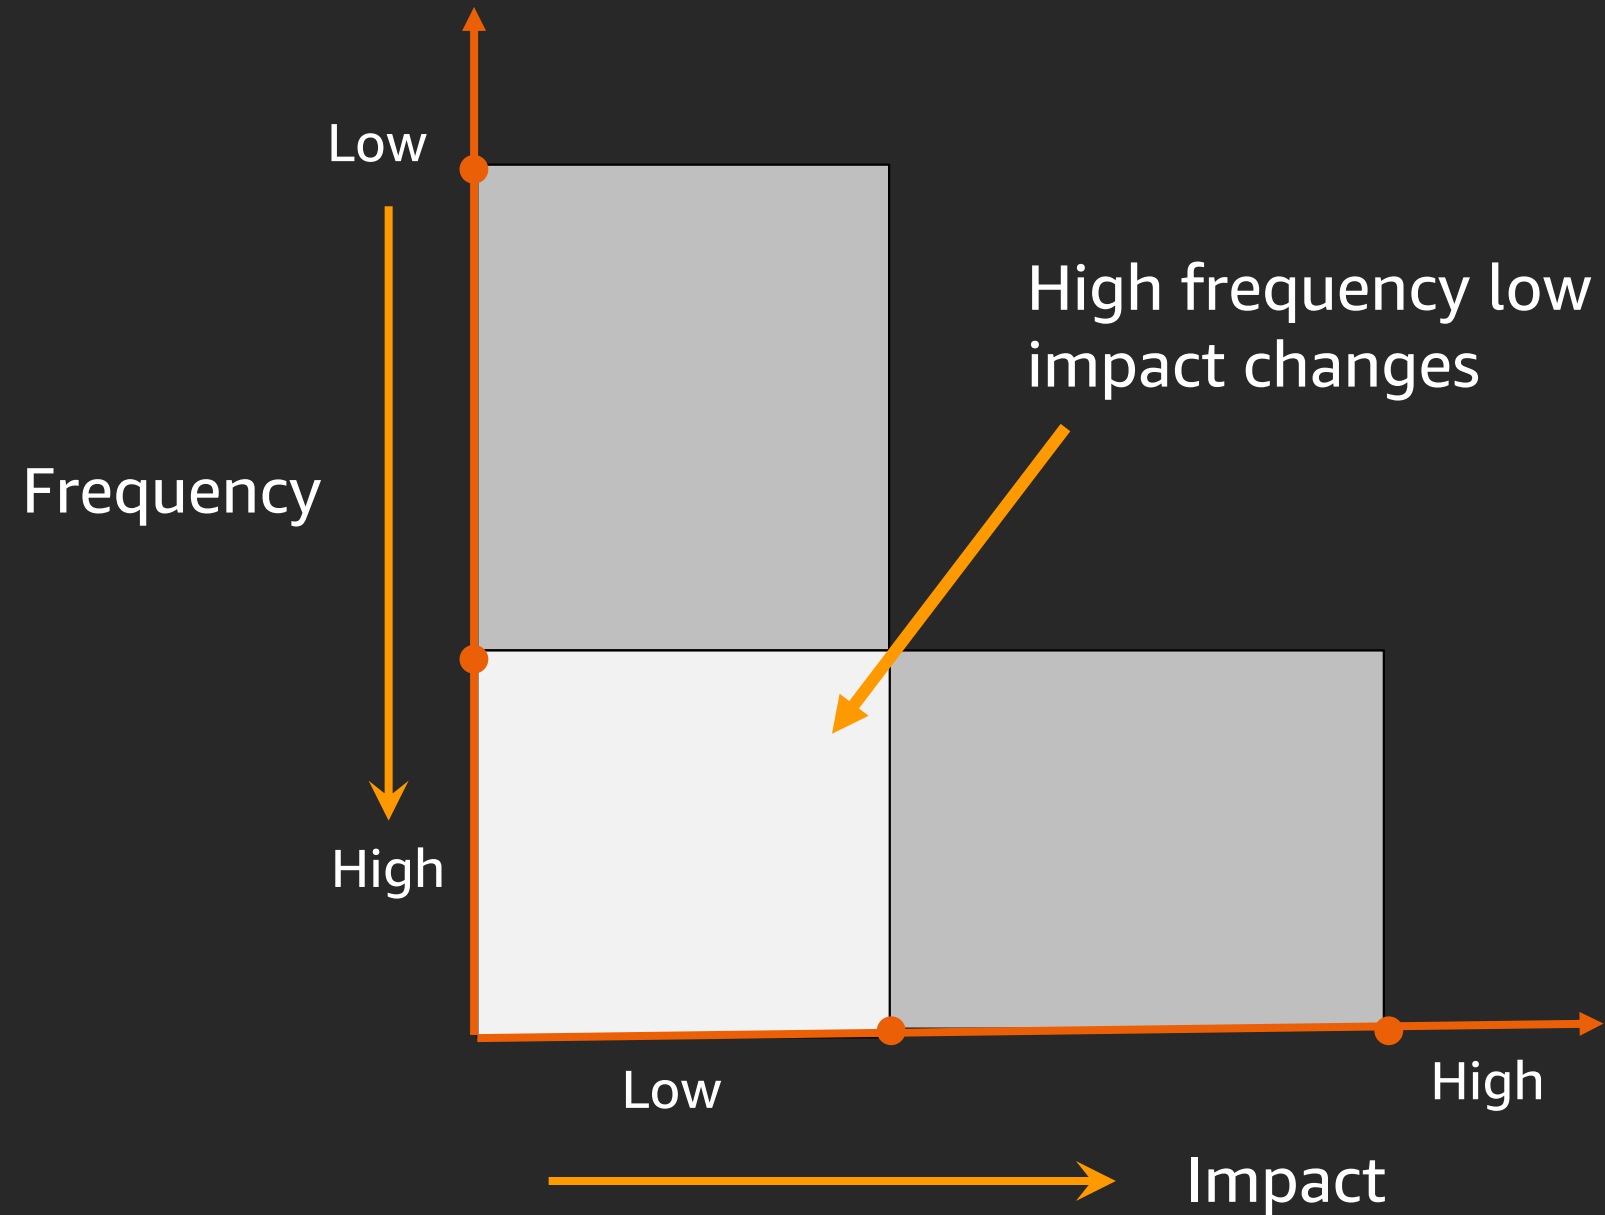 Low
High frequency low
impact changes
Frequency
High
Low
High
Impact